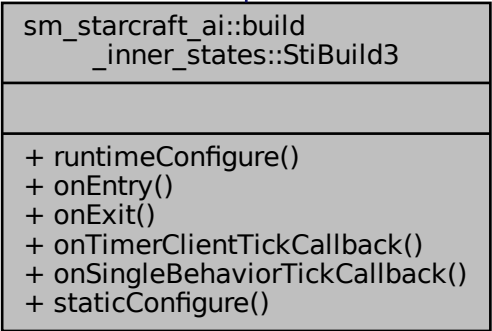 sm_starcraft_ai::build
_inner_states::StiBuild3
+ runtimeConfigure()
+ onEntry()
+ onExit()
+ onTimerClientTickCallback()
+ onSingleBehaviorTickCallback()
+ staticConfigure()